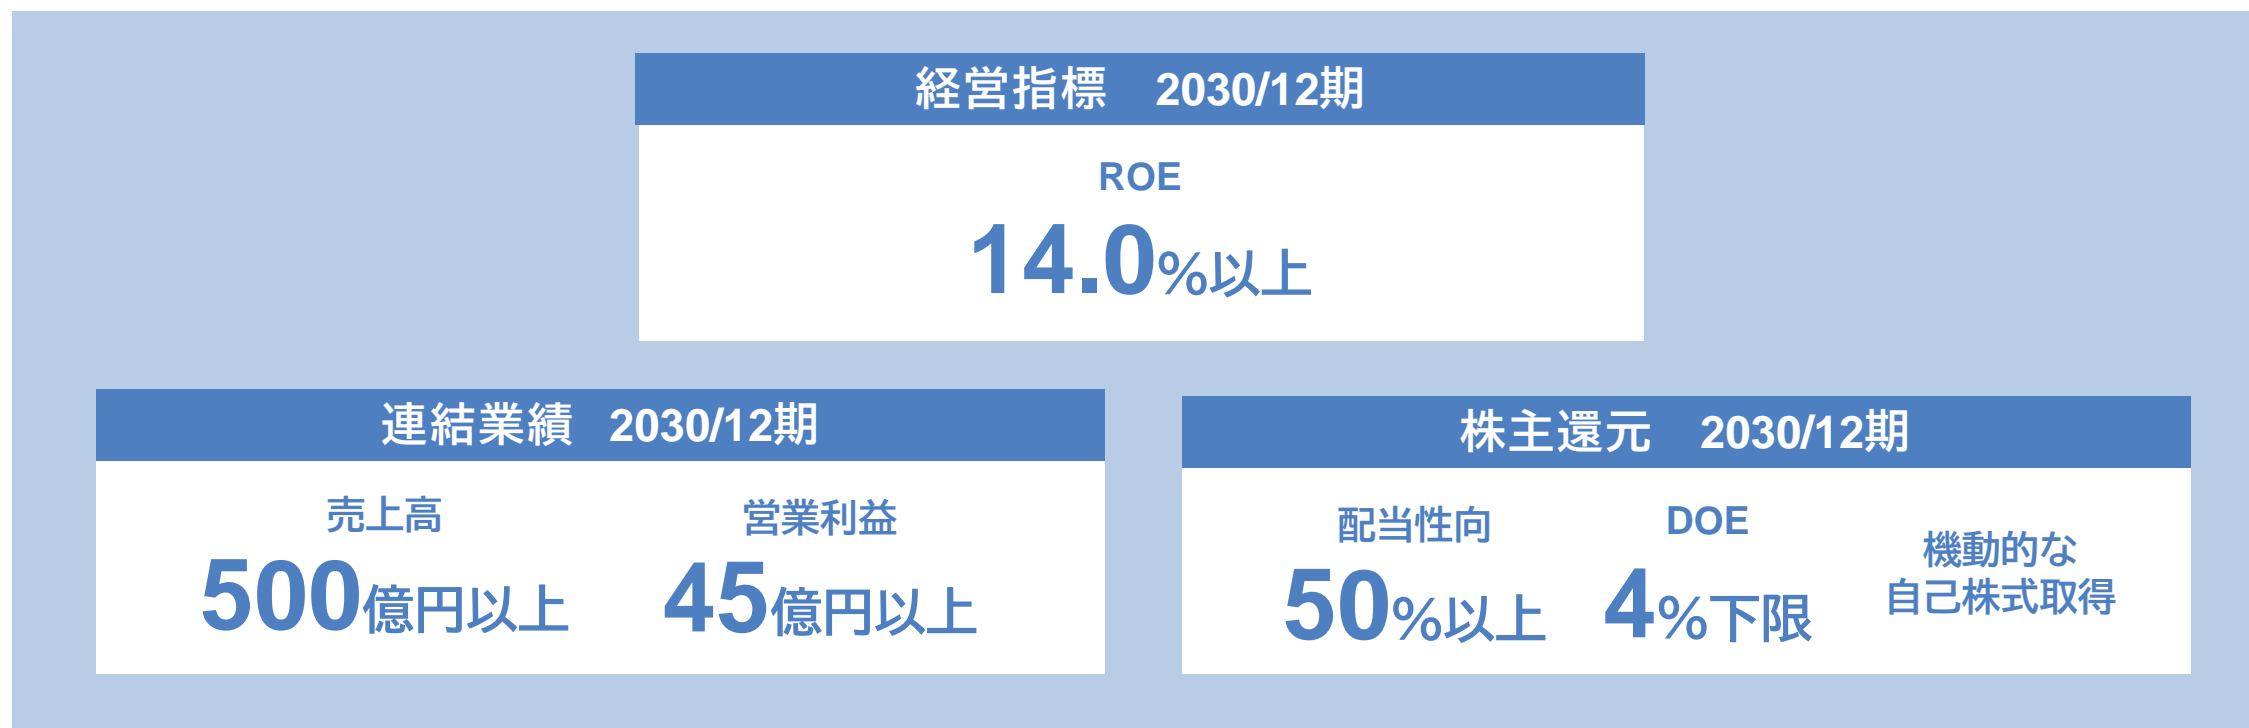 経営指標　2030/12期
ROE
14.0%以上
連結業績 2030/12期
売上高
500億円以上
営業利益
45億円以上
株主還元　2030/12期
配当性向
50%以上
DOE
4%下限
機動的な
自己株式取得